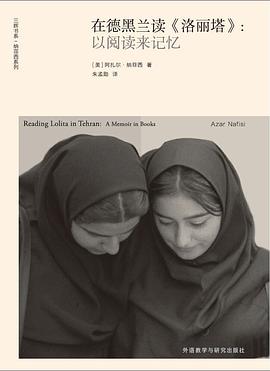 三辉书系·纳菲西系列
在德黑兰读《洛丽塔》：
以阅读来记忆
［美］阿扎尔·纳菲西 著
朱孟勋 译
Reading Lolita in Tehran: A Memoir in Books
Azar Nafisi
外语教学与研究出版社